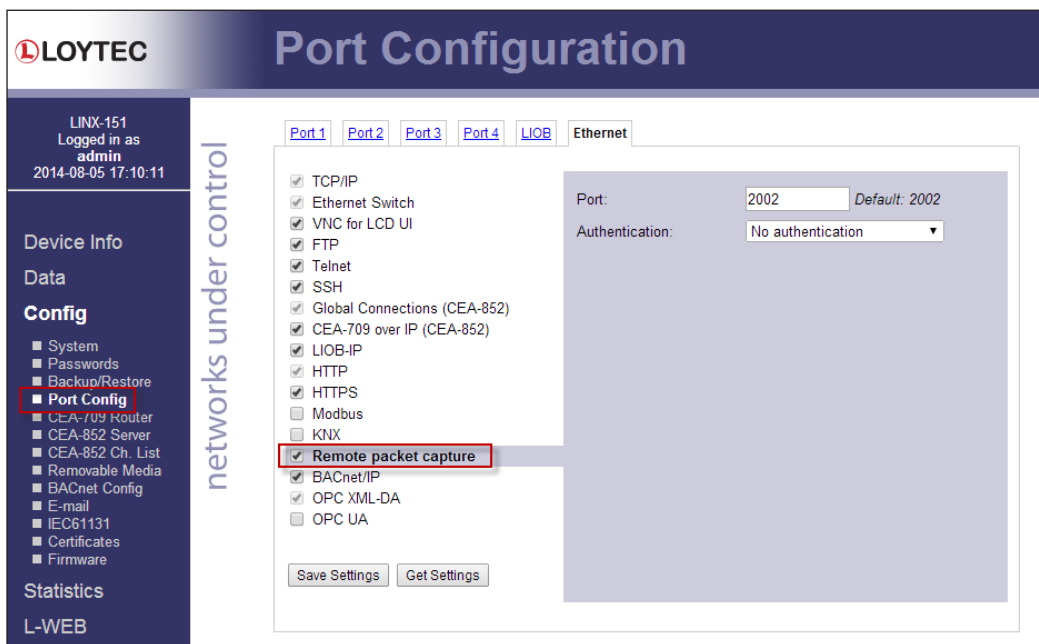 LOYTEC
Port Configuration
LINX-151
Logged in as
admin
2014-08-05 17:10:11
Device Info
Data
Config
System
Passwords
Backup/Restore
Port Config
CEA-709 Router
CEA-852 Server
CEA-852 Ch. List
Removable Media
BACnet Config
E-mail
IEC61131
Certificates
Firmware
Statistics
L-WEB
networks under control
Port 1 Port 2 Port 3 Port 4 LIOB Ethernet
TCP/IP
Ethernet Switch
VNC for LCD UI
FTP
Telnet
SSH
Global Connections (CEA-852)
CEA-709 over IP (CEA-852)
LIOB-IP
HTTP
HTTPS
Modbus
KNX
Remote packet capture
BACnet/IP
OPC XML-DA
OPC UA
Save Settings Get Settings
Port: 2002 Default: 2002
Authentication: No authentication